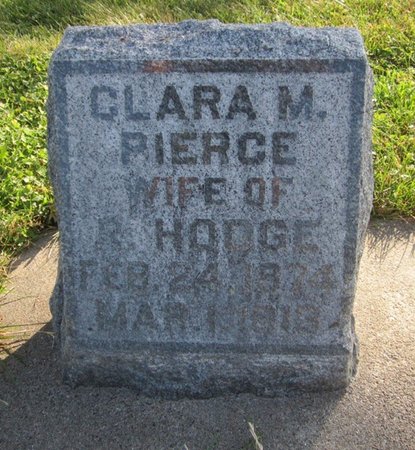 CLARA M.
PIERCE
WIFE OF
R. HODGE
FEB. 24, 1874
MAR. 1, 1913